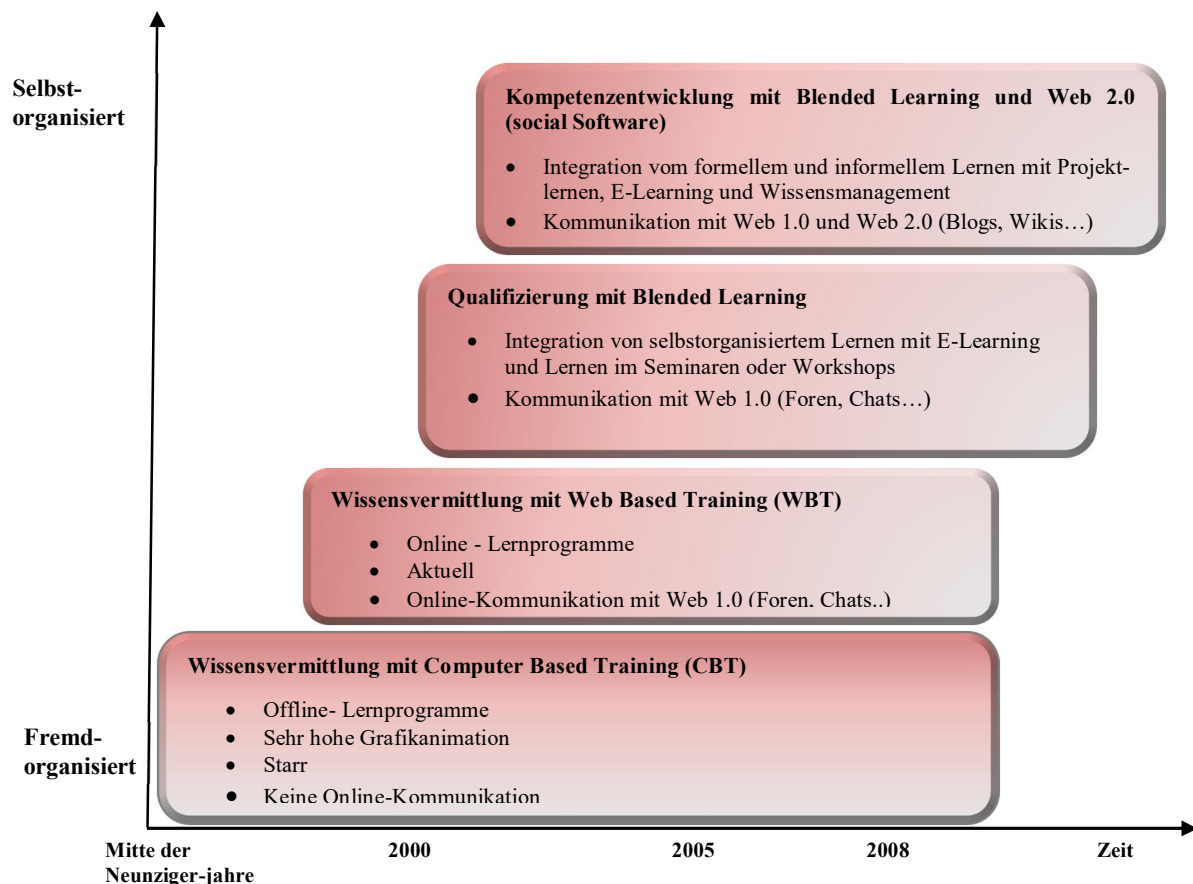 Selbst-
organisiert
Kompetenzentwicklung mit Blended Learning und Web 2.0
(social Software)
• Integration vom formellem und informellem Lernen mit Projekt-
lernen, E-Learning und Wissensmanagement
• Kommunikation mit Web 1.0 und Web 2.0 (Blogs, Wikis…)
Qualifizierung mit Blended Learning
• Integration von selbstorganisiertem Lernen mit E-Learning
und Lernen im Seminaren oder Workshops
• Kommunikation mit Web 1.0 (Foren, Chats…)
Wissensvermittlung mit Web Based Training (WBT)
• Online - Lernprogramme
• Aktuell
• Online-Kommunikation mit Web 1.0 (Foren, Chats..)
Wissensvermittlung mit Computer Based Training (CBT)
• Offline- Lernprogramme
• Sehr hohe Grafikanimation
• Starr
• Keine Online-Kommunikation
Fremd-
organisiert
Mitte der
Neunziger-jahre
2000
2005
2008
Zeit